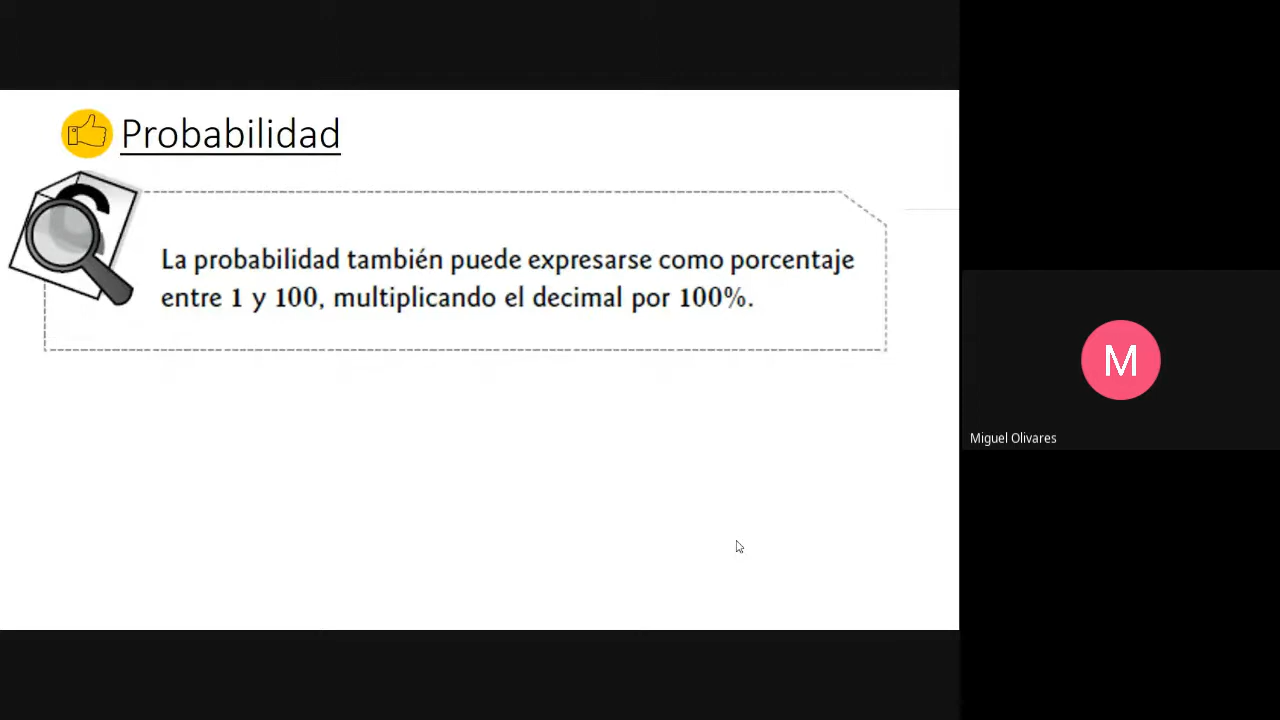 Probabilidad
La probabilidad también puede expresarse como porcentaje
entre 1 y 100, multiplicando el decimal por 100%.
M
Miguel Olivares